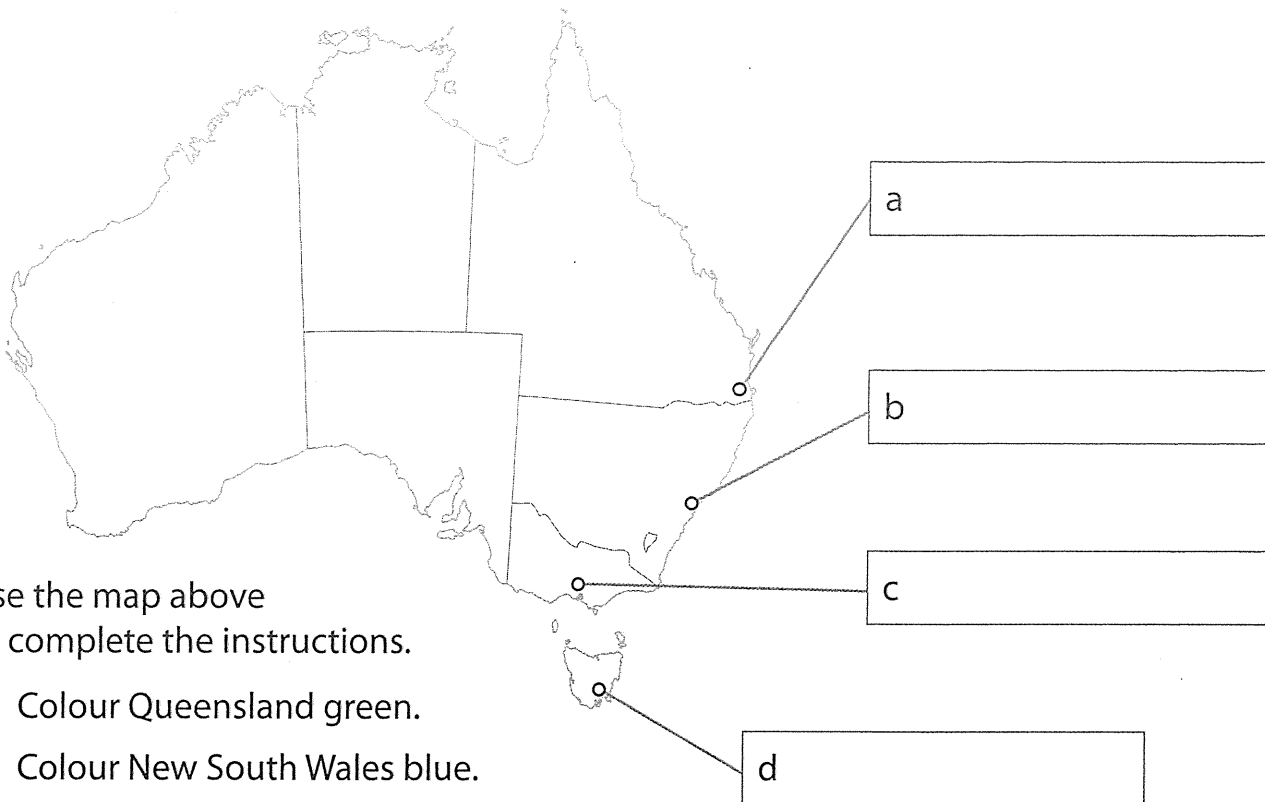 a
b
c
se the map above
complete the instructions.
Colour Queensland green.
Colour New South Wales blue.
d